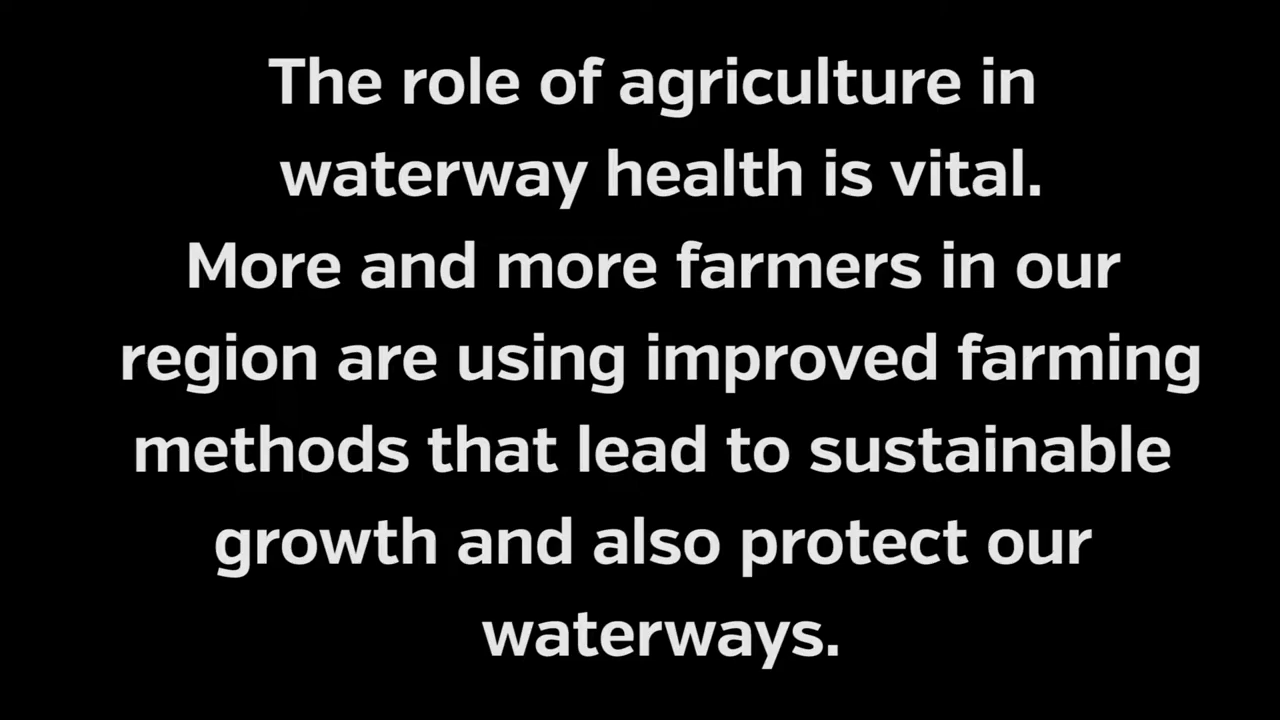 The role of agriculture in
waterway health is vital.
More and more farmers in our
region are using improved farming
methods that lead to sustainable
growth and also protect our
waterways.